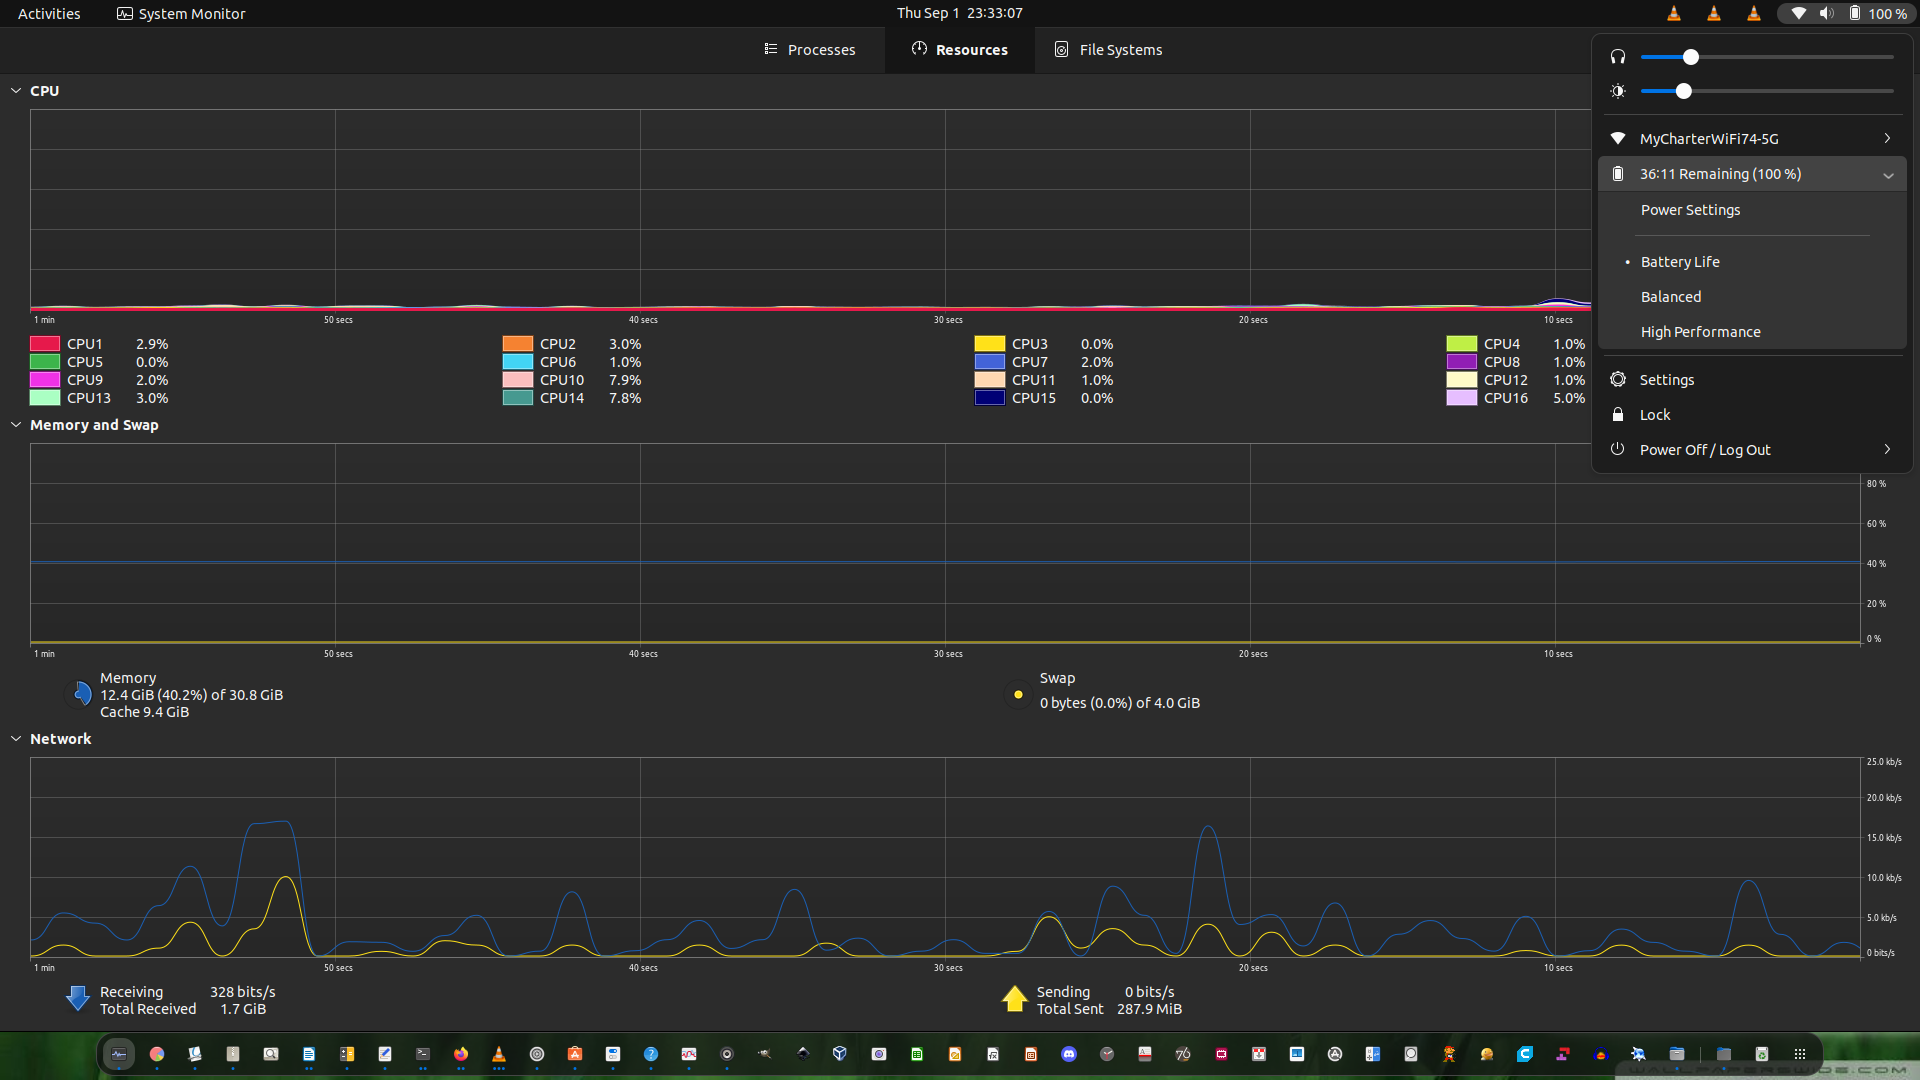 Activities System Monitor Thu Sep 1 23:33:07 100 %
Processes Resources File Systems
CPU
1 min 50 secs 40 secs 30 secs 20 secs 10 secs
CPU1 2.9% CPU2 3.0% CPU3 0.0% CPU4 1.0%
CPU5 0.0% CPU6 1.0% CPU7 2.0% CPU8 1.0%
CPU9 2.0% CPU10 7.9% CPU11 1.0% CPU12 1.0%
CPU13 3.0% CPU14 7.8% CPU15 0.0% CPU16 5.0%
MyCharterWiFi74-5G
36:11 Remaining (100 %)
Power Settings
Battery Life
Balanced
High Performance
Settings
Lock
Power Off / Log Out
Memory and Swap
80 %
60 %
40 %
20 %
0 %
1 min 50 secs 40 secs 30 secs 20 secs 10 secs
Memory
12.4 GiB (40.2%) of 30.8 GiB
Cache 9.4 GiB
Swap
0 bytes (0.0%) of 4.0 GiB
Network
25.0 kb/s
20.0 kb/s
15.0 kb/s
10.0 kb/s
5.0 kb/s
0 bits/s
1 min 50 secs 40 secs 30 secs 20 secs 10 secs
Receiving 328 bits/s
Total Received 1.7 GiB
Sending 0 bits/s
Total Sent 287.9 MiB
76
WALLPAPERSWIDE.COM